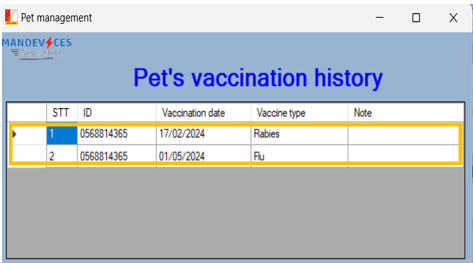 Pet management
MANDEVICES
Pet's vaccination history
STT ID Vaccination date Vaccine type Note
1 0568814365 17/02/2024 Rabies
2 0568814365 01/05/2024 Flu